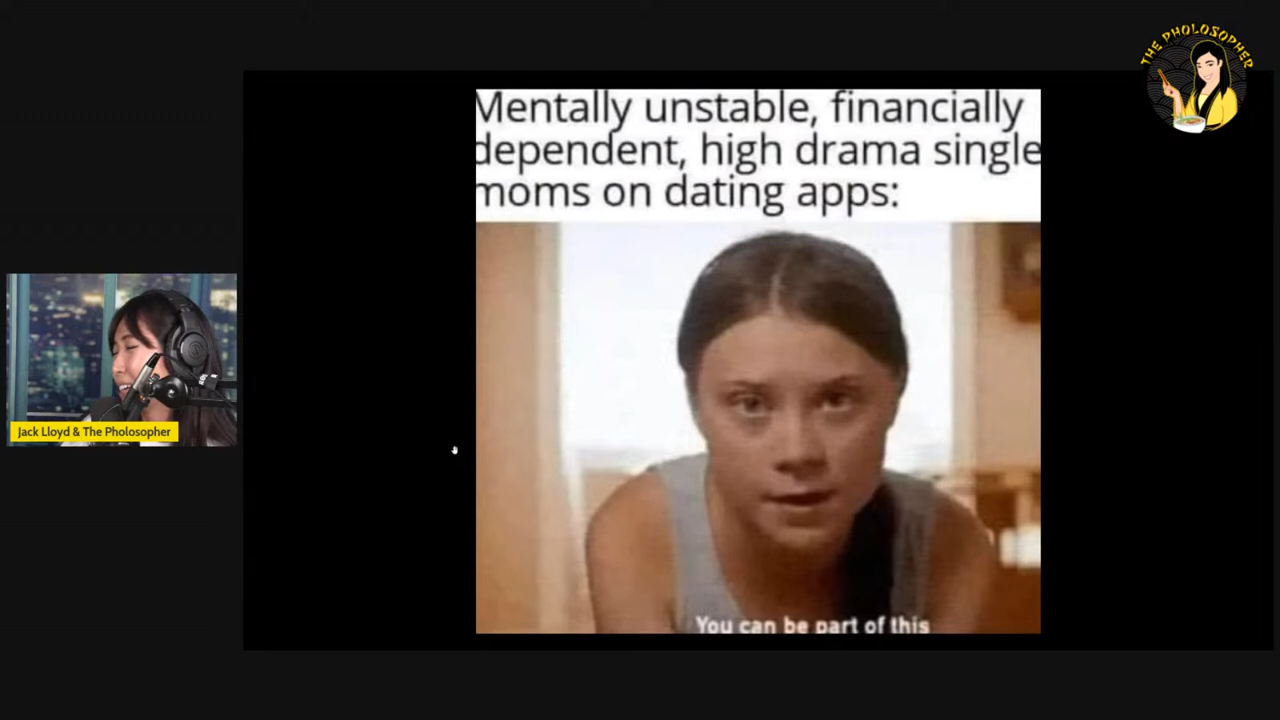 THE PHOLOSOPHER
Mentally unstable, financially
dependent, high drama single
moms on dating apps:
Jack Lloyd & The Pholosopher
You can be part of this